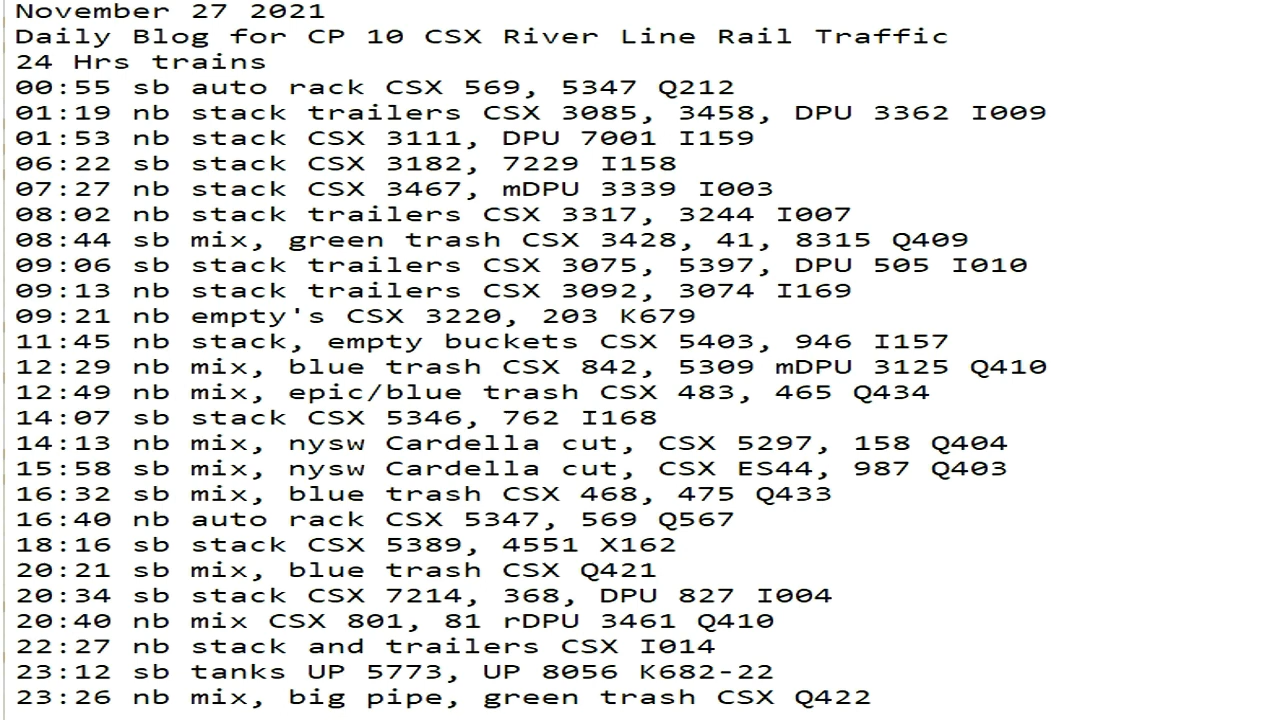 November 27 2021
Daily Blog for CP 10 CSX River Line Rail Traffic
24 Hrs trains
00:55 sb auto rack CSX 569, 5347 Q212
01:19 nb stack trailers CSX 3085, 3458, DPU 3362 I009
01:53 nb stack CSX 3111, DPU 7001 I159
06:22 sb stack CSX 3182, 7229 I158
07:27 nb stack CSX 3467, mDPU 3339 I003
08:02 nb stack trailers CSX 3317, 3244 I007
08:44 sb mix, green trash CSX 3428, 41, 8315 Q409
09:06 sb stack trailers CSX 3075, 5397, DPU 505 I010
09:13 nb stack trailers CSX 3092, 3074 I169
09:21 nb empty's CSX 3220, 203 K679
11:45 nb stack, empty buckets CSX 5403, 946 I157
12:29 nb mix, blue trash CSX 842, 5309 mDPU 3125 Q410
12:49 nb mix, epic/blue trash CSX 483, 465 Q434
14:07 sb stack CSX 5346, 762 I168
14:13 nb mix, nysw Cardella cut, CSX 5297, 158 Q404
15:58 sb mix, nysw Cardella cut, CSX ES44, 987 Q403
16:32 sb mix, blue trash CSX 468, 475 Q433
16:40 nb auto rack CSX 5347, 569 Q567
18:16 sb stack CSX 5389, 4551 X162
20:21 sb mix, blue trash CSX Q421
20:34 sb stack CSX 7214, 368, DPU 827 I004
20:40 nb mix CSX 801, 81 rDPU 3461 Q410
22:27 nb stack and trailers CSX I014
23:12 sb tanks UP 5773, UP 8056 K682-22
23:26 nb mix, big pipe, green trash CSX Q422